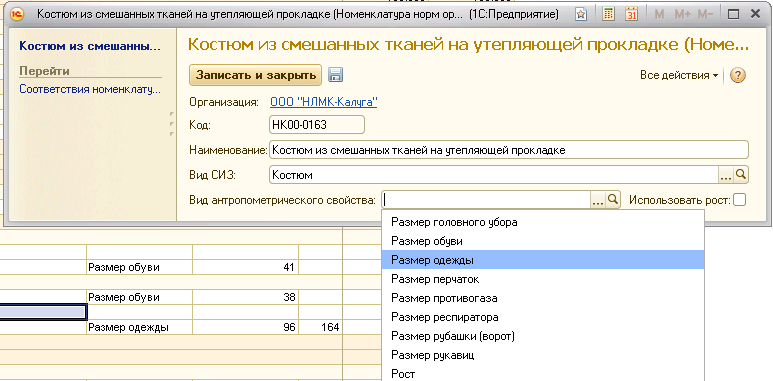 Костюм из смешанных тканей на утепляющей прокладке (Номенклатура норм ор... (1С:Предприятие)
M M+ M-
31
Костюм из смешанны...
Перейти
Соответствия номенклату...
Костюм из смешанных тканей на утепляющей прокладке (Номе...
Записать и закрыть
Все действия
?
Организация: ООО "НЛМК-Калуга"
Код: НК00-0163
Наименование: Костюм из смешанных тканей на утепляющей прокладке
Вид СИЗ: Костюм ...
Вид антропометрического свойства: ... Использовать рост:
Размер головного убора
Размер обуви
Размер одежды
Размер перчаток
Размер противогаза
Размер респиратора
Размер рубашки (ворот)
Размер рукавиц
Рост
Размер обуви 41
Размер обуви 38
Размер одежды 96 164